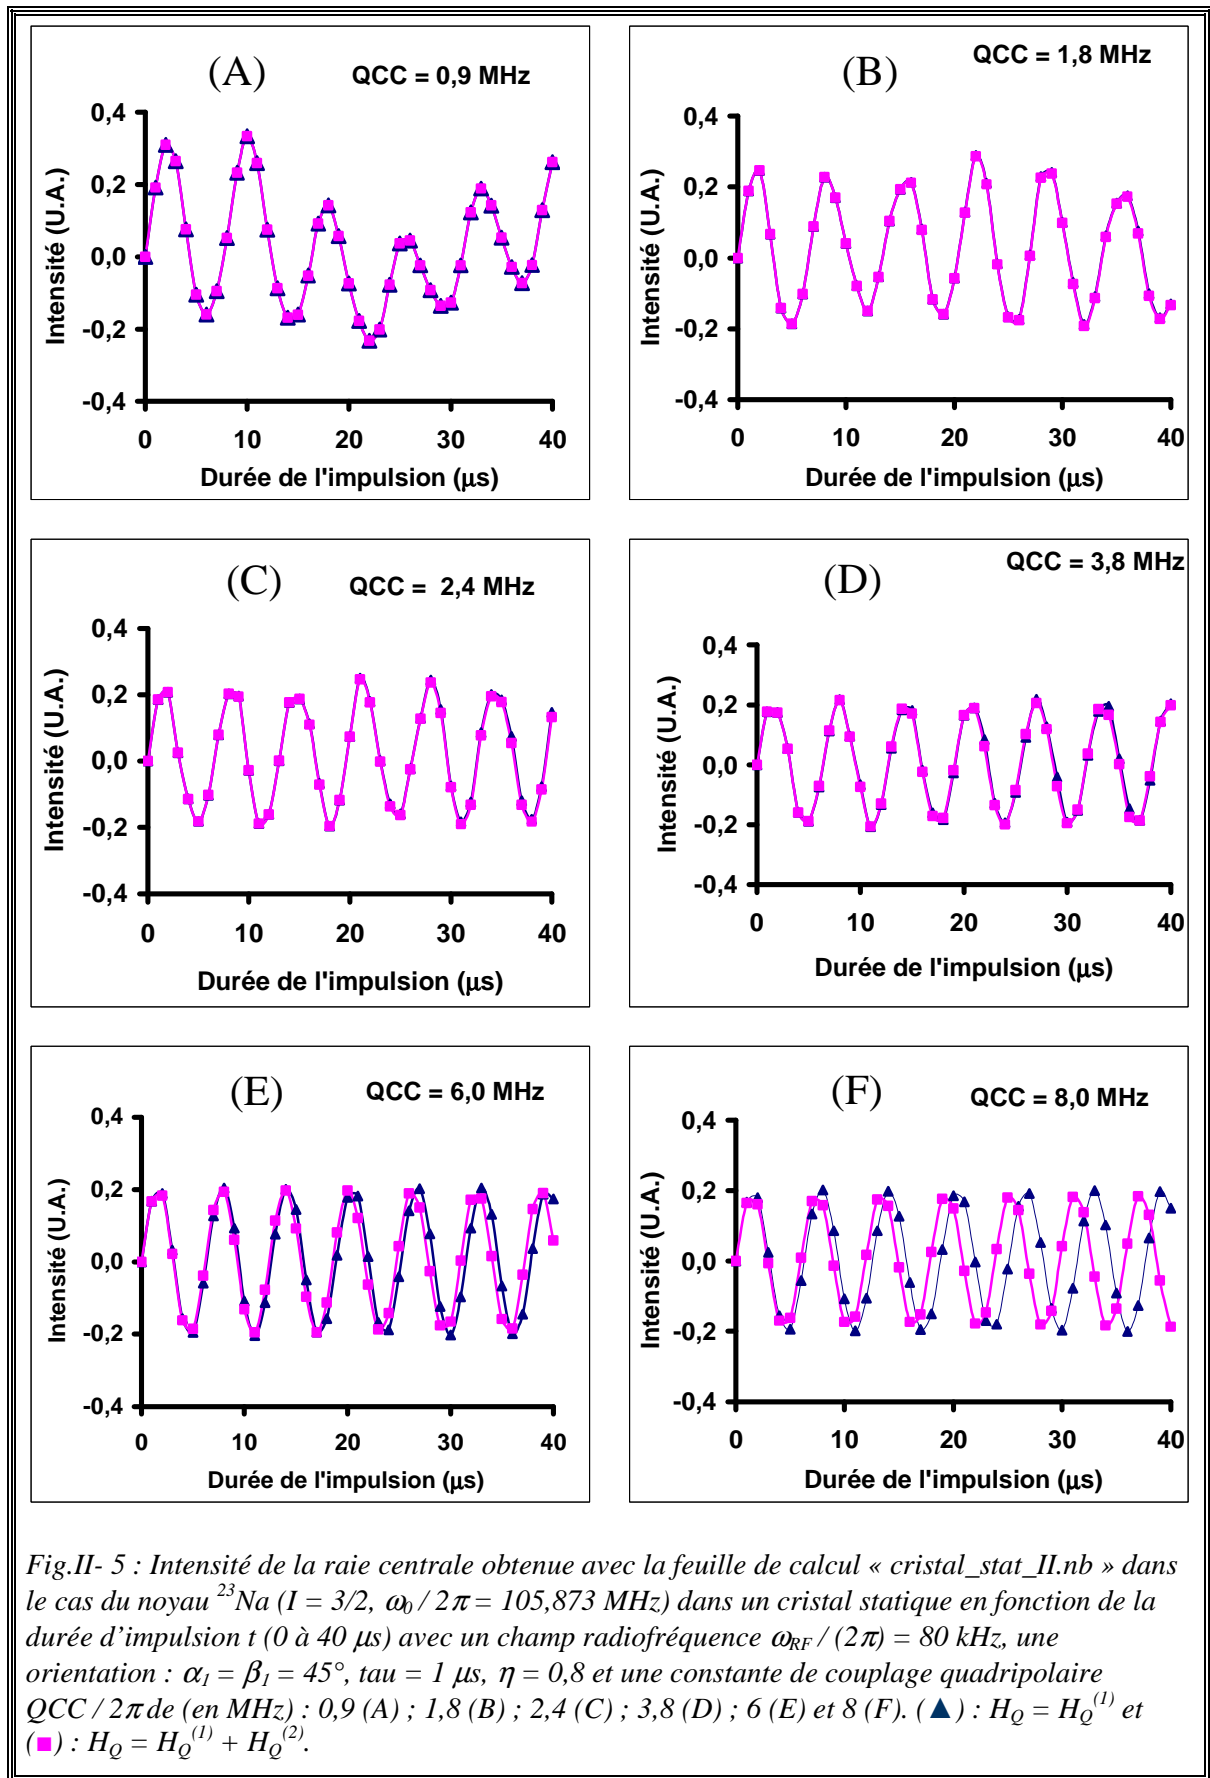 (A) QCC = 0,9 MHz
0,4
0,2
0,0
-0,2
-0,4
Intensité (U.A.)
0 10 20 30 40
Durée de l'impulsion (μs)
(B) QCC = 1,8 MHz
0,4
0,2
0,0
-0,2
-0,4
Intensité (U.A.)
0 10 20 30 40
Durée de l'impulsion (μs)
(C) QCC = 2,4 MHz
0,4
0,2
0,0
-0,2
-0,4
Intensité (U.A.)
0 10 20 30 40
Durée de l'impulsion (μs)
(D) QCC = 3,8 MHz
0,4
0,2
0,0
-0,2
-0,4
Intensité (U.A.)
0 10 20 30 40
Durée de l'impulsion (μs)
(E) QCC = 6,0 MHz
0,4
0,2
0,0
-0,2
-0,4
Intensité (U.A.)
0 10 20 30 40
Durée de l'impulsion (μs)
(F) QCC = 8,0 MHz
0,4
0,2
0,0
-0,2
-0,4
Intensité (U.A.)
0 10 20 30 40
Durée de l'impulsion (μs)
Fig.II- 5 : Intensité de la raie centrale obtenue avec la feuille de calcul « cristal_stat_II.nb » dans
le cas du noyau ²³Na (I = 3/2, ω₀ / 2π = 105,873 MHz) dans un cristal statique en fonction de la
durée d'impulsion t (0 à 40 μs) avec un champ radiofréquence ω_RF / (2π) = 80 kHz, une
orientation : α₁ = β₁ = 45°, tau = 1 μs, η = 0,8 et une constante de couplage quadripolaire
QCC / 2π de (en MHz) : 0,9 (A) ; 1,8 (B) ; 2,4 (C) ; 3,8 (D) ; 6 (E) et 8 (F). (▲) : H_Q = H_Q⁽¹⁾ et
(■) : H_Q = H_Q⁽¹⁾ + H_Q⁽²⁾.